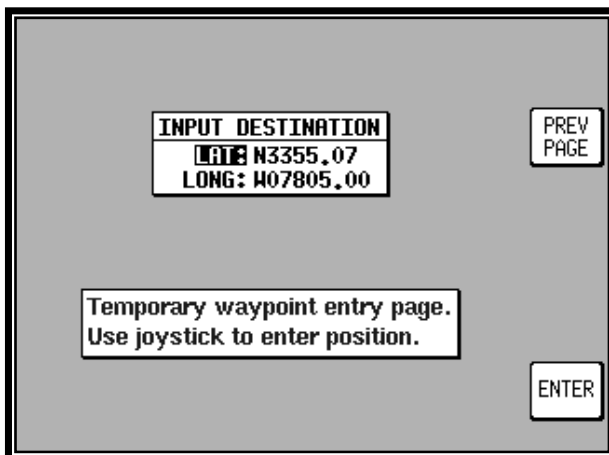 INPUT DESTINATION
LAT: N3355.07
LONG: W07805.00
PREV
PAGE
Temporary waypoint entry page.
Use joystick to enter position.
ENTER